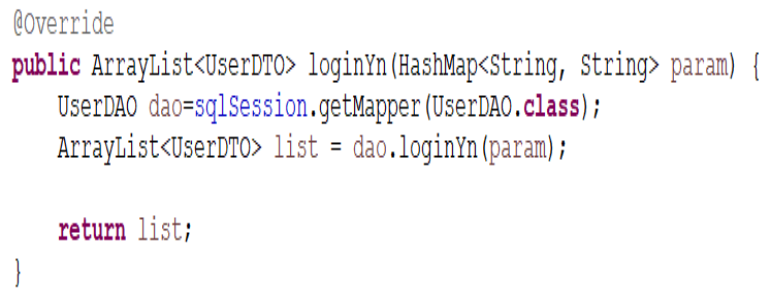 @Override
public ArrayList<UserDTO> loginYn(HashMap<String, String> param) {
    UserDAO dao=sqlSession.getMapper(UserDAO.class);
    ArrayList<UserDTO> list = dao.loginYn(param);

    return list;
}